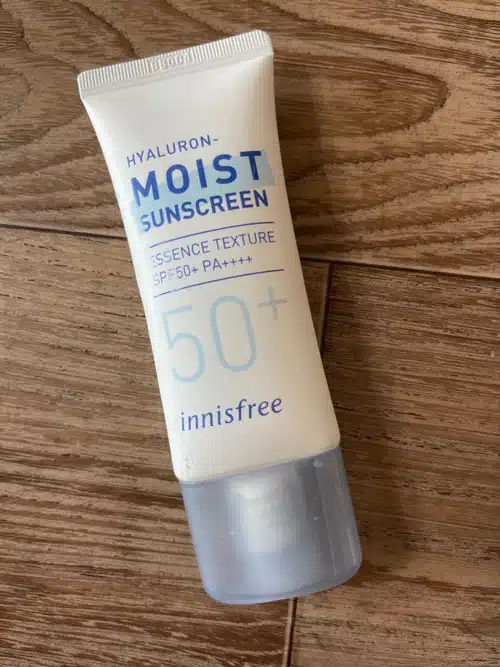 HYALURON-
MOIST
SUNSCREEN
ESSENCE TEXTURE
SPF50+ PA++++
50+
innisfree